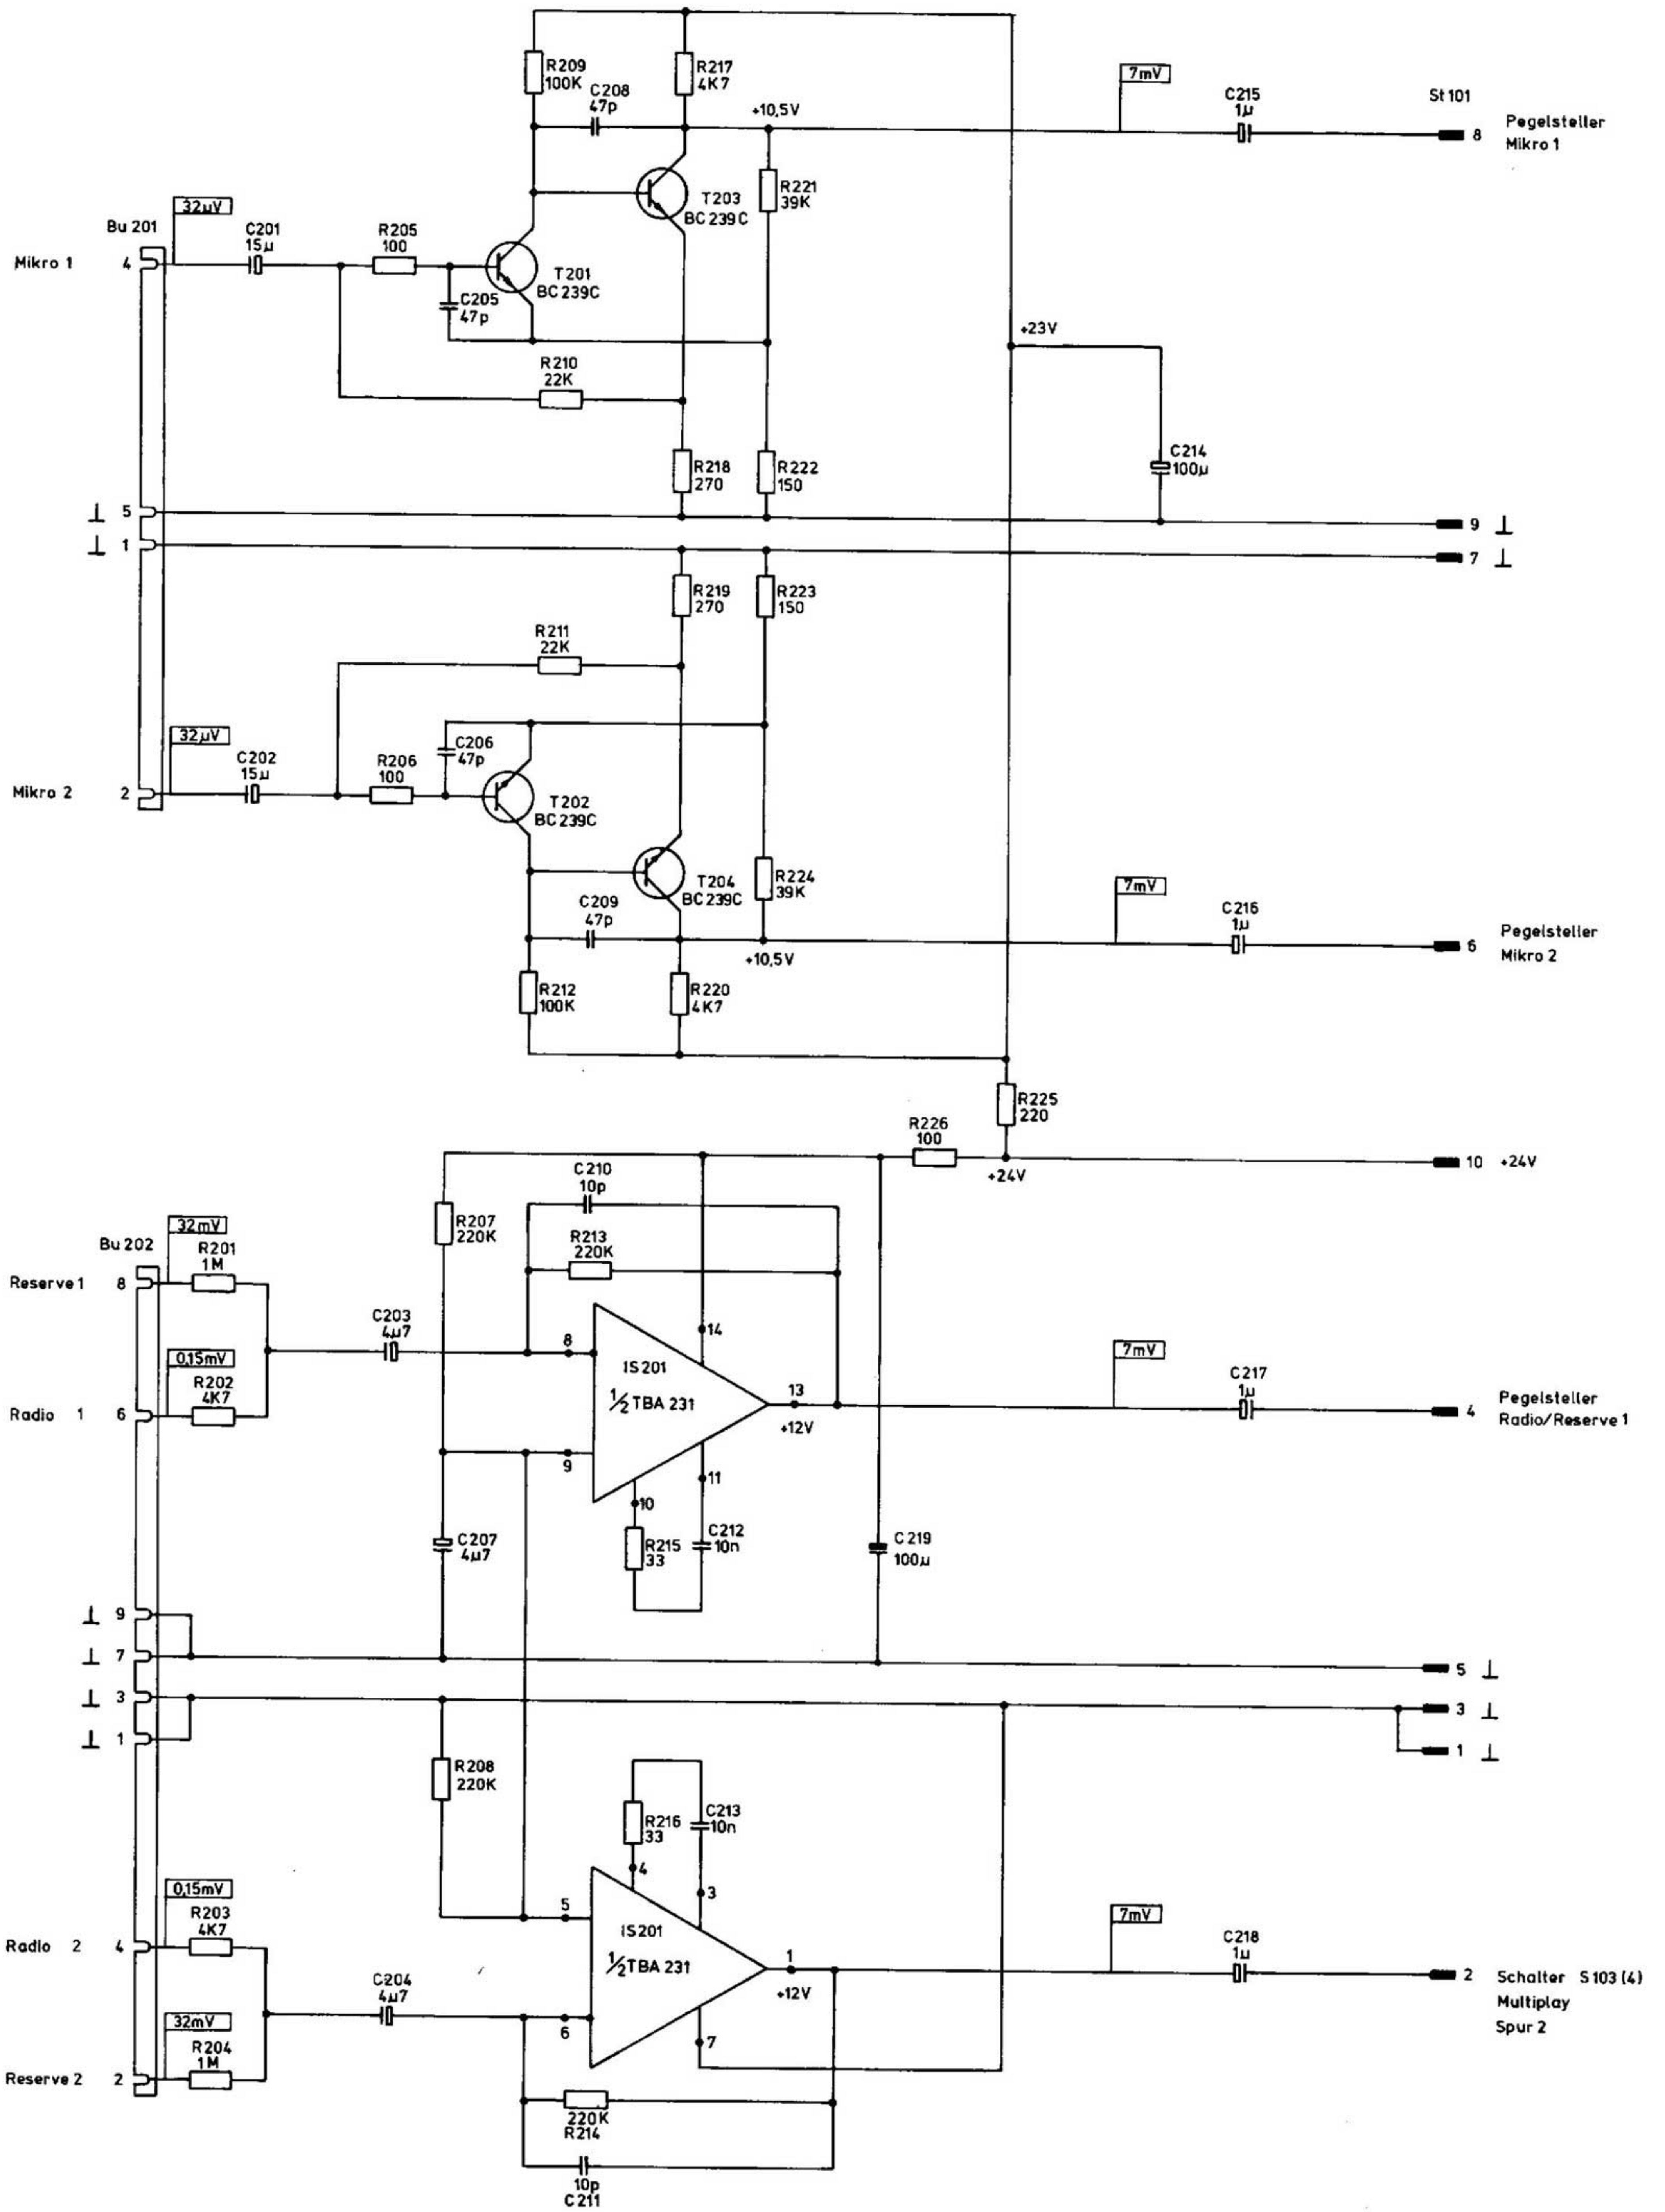 R209
100K
C208
47p
R217
4K7
+10,5V
7mV
C215
1µ
St 101
8
Pegelsteller
Mikro 1
T203
BC 239C
R221
39K
32µV
Bu 201
C201
15µ
R205
100
Mikro 1
4
T201
BC 239C
C205
47p
+23V
R210
22K
C214
100µ
R218
270
R222
150
⊥ 5
9 ⊥
⊥ 1
7 ⊥
R219
270
R223
150
R211
22K
32µV
C202
15µ
R206
100
C206
47p
Mikro 2
2
T202
BC 239C
T204
BC 239C
R224
39K
7mV
C209
47p
C216
1µ
6
Pegelsteller
Mikro 2
+10,5V
R212
100K
R220
4K7
R225
220
R226
100
+24V
10 +24V
C210
10p
R207
220K
R213
220K
32mV
Bu 202
R201
1M
Reserve 1
8
C203
4µ7
8
14
0,15mV
R202
4K7
Radio 1
6
IS 201
½ TBA 231
13
+12V
7mV
C217
1µ
4
Pegelsteller
Radio/Reserve 1
9
11
10
C207
4µ7
R215
33
C212
10n
C219
100µ
⊥ 9
⊥ 7
5 ⊥
⊥ 3
3 ⊥
⊥ 1
1 ⊥
R208
220K
R216
33
C213
10n
4
3
0,15mV
R203
4K7
Radio 2
4
5
IS 201
½ TBA 231
1
+12V
7mV
C218
1µ
2
Schalter S 103 (4)
Multiplay
Spur 2
C204
4µ7
6
7
32mV
R204
1M
Reserve 2
2
220K
R214
10p
C211